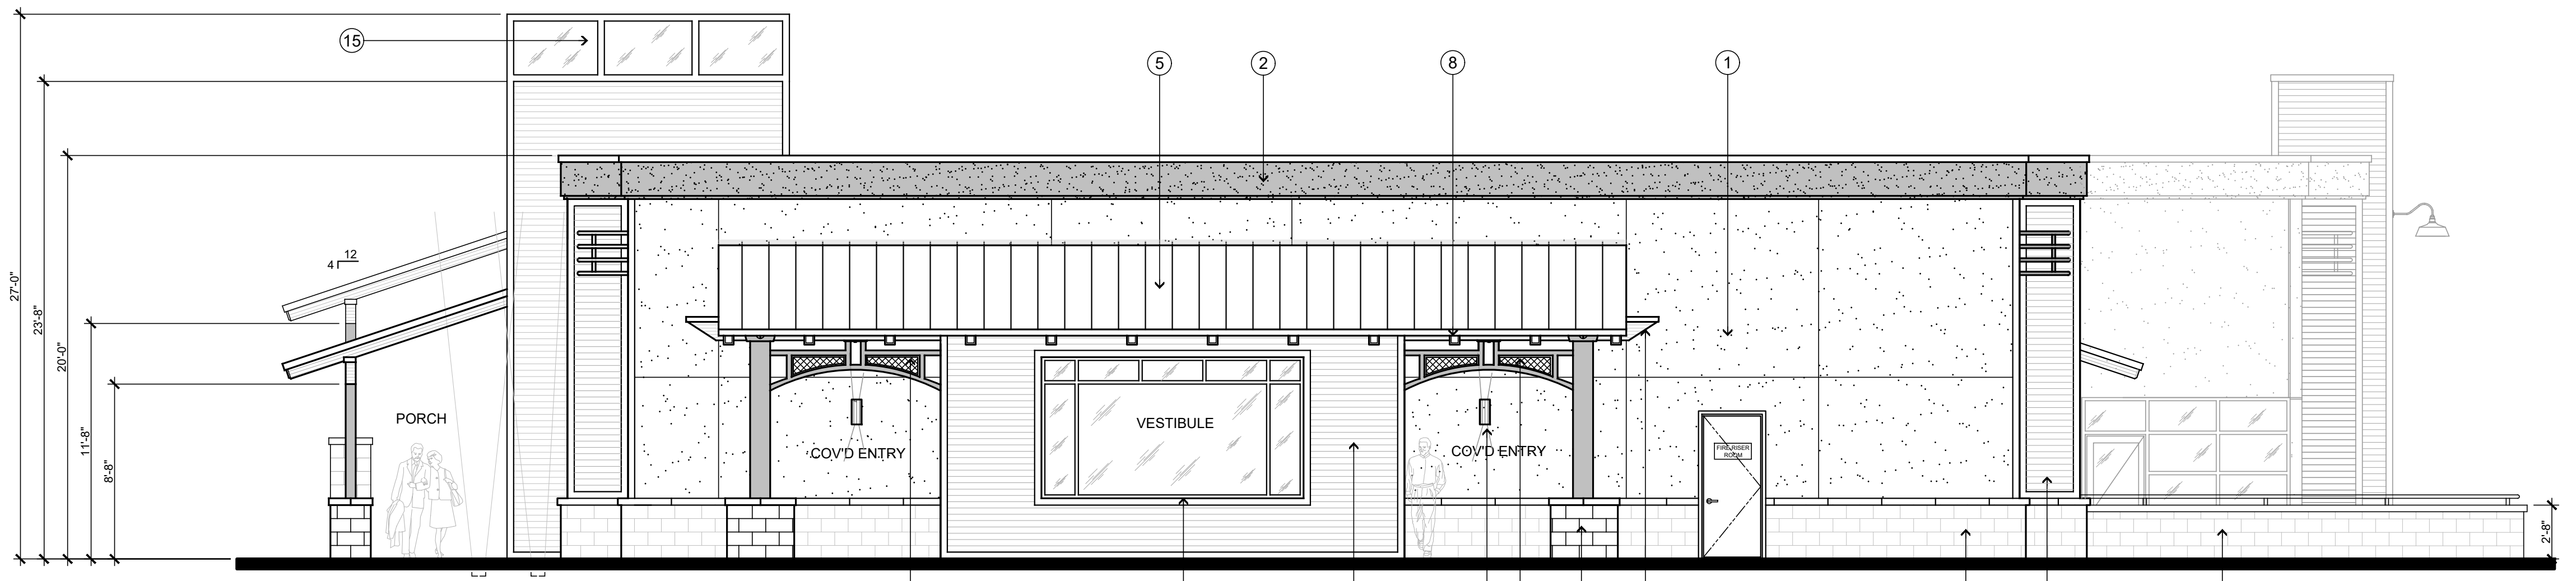 15
5
2
8
1
12
4
27'-0"
23'-8"
20'-0"
11'-8"
8'-8"
PORCH
COV'D ENTRY
VESTIBULE
COV'D ENTRY
FIRE RISER
ROOM
2'-8"